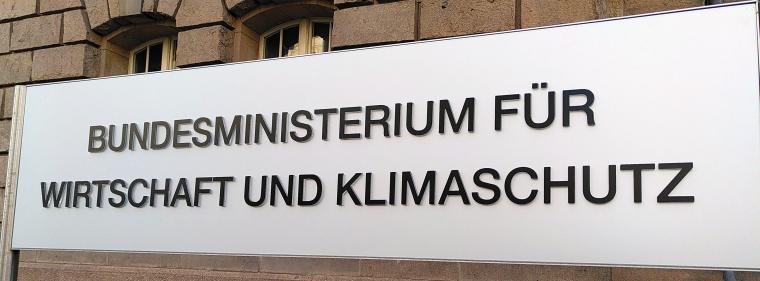 BUNDESMINISTERIUM FÜR
WIRTSCHAFT UND KLIMASCHUTZ